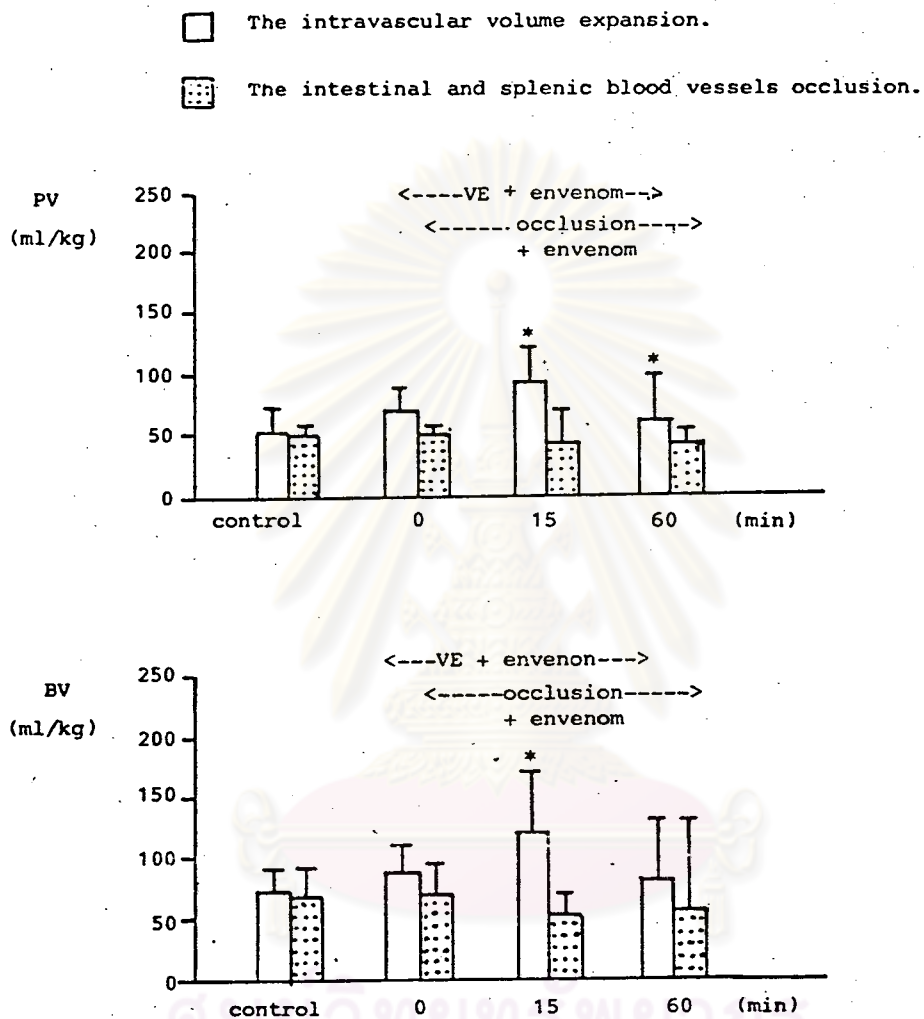 The intravascular volume expansion.
The intestinal and splenic blood vessels occlusion.
PV
(ml/kg)
250
200
150
100
50
0
<----VE + envenom-->
<------occlusion---->
+ envenom
*
*
control 0 15 60 (min)
BV
(ml/kg)
250
200
150
100
50
0
<---VE + envenon--->
<-----occlusion----->
+ envenom
*
control 0 15 60 (min)